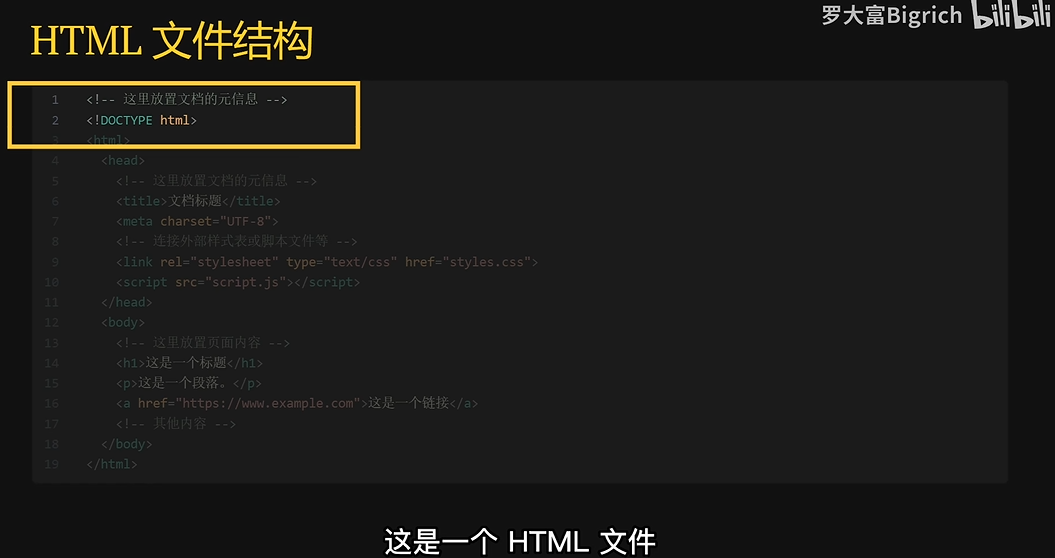 罗大富Bigrich bilibili
HTML 文件结构
1 <!-- 这里放置文档的元信息 -->
2 <!DOCTYPE html>
3 <html>
4 <head>
5 <!-- 这里放置文档的元信息 -->
6 <title>文档标题</title>
7 <meta charset="UTF-8">
8 <!-- 连接外部样式表或脚本文件等 -->
9 <link rel="stylesheet" type="text/css" href="styles.css">
10 <script src="script.js"></script>
11 </head>
12 <body>
13 <!-- 这里放置页面内容 -->
14 <h1>这是一个标题</h1>
15 <p>这是一个段落。</p>
16 <a href="https://www.example.com">这是一个链接</a>
17 <!-- 其他内容 -->
18 </body>
19 </html>
这是一个 HTML 文件